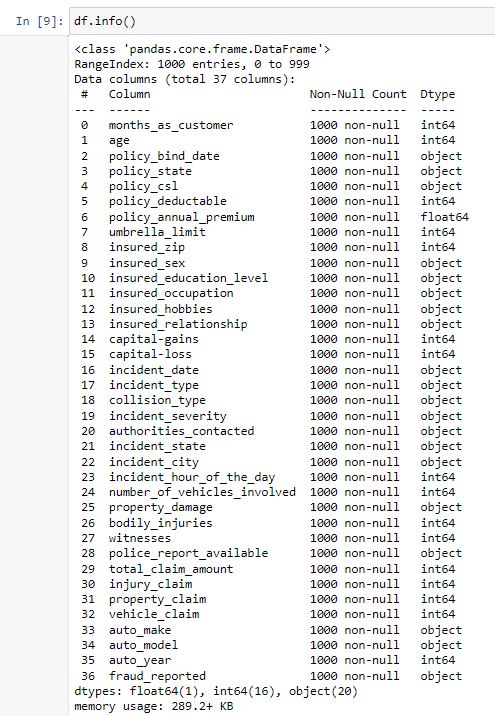 In [9]: df.info()
<class 'pandas.core.frame.DataFrame'>
RangeIndex: 1000 entries, 0 to 999
Data columns (total 37 columns):
 #   Column                       Non-Null Count  Dtype
---  ------                       --------------  -----
 0   months_as_customer           1000 non-null   int64
 1   age                          1000 non-null   int64
 2   policy_bind_date             1000 non-null   object
 3   policy_state                 1000 non-null   object
 4   policy_csl                   1000 non-null   object
 5   policy_deductable            1000 non-null   int64
 6   policy_annual_premium        1000 non-null   float64
 7   umbrella_limit               1000 non-null   int64
 8   insured_zip                  1000 non-null   int64
 9   insured_sex                  1000 non-null   object
 10  insured_education_level      1000 non-null   object
 11  insured_occupation           1000 non-null   object
 12  insured_hobbies              1000 non-null   object
 13  insured_relationship         1000 non-null   object
 14  capital-gains                1000 non-null   int64
 15  capital-loss                 1000 non-null   int64
 16  incident_date                1000 non-null   object
 17  incident_type                1000 non-null   object
 18  collision_type               1000 non-null   object
 19  incident_severity            1000 non-null   object
 20  authorities_contacted        1000 non-null   object
 21  incident_state               1000 non-null   object
 22  incident_city                1000 non-null   object
 23  incident_hour_of_the_day     1000 non-null   int64
 24  number_of_vehicles_involved  1000 non-null   int64
 25  property_damage              1000 non-null   object
 26  bodily_injuries              1000 non-null   int64
 27  witnesses                    1000 non-null   int64
 28  police_report_available      1000 non-null   object
 29  total_claim_amount           1000 non-null   int64
 30  injury_claim                 1000 non-null   int64
 31  property_claim               1000 non-null   int64
 32  vehicle_claim                1000 non-null   int64
 33  auto_make                    1000 non-null   object
 34  auto_model                   1000 non-null   object
 35  auto_year                    1000 non-null   int64
 36  fraud_reported               1000 non-null   object
dtypes: float64(1), int64(16), object(20)
memory usage: 289.2+ KB